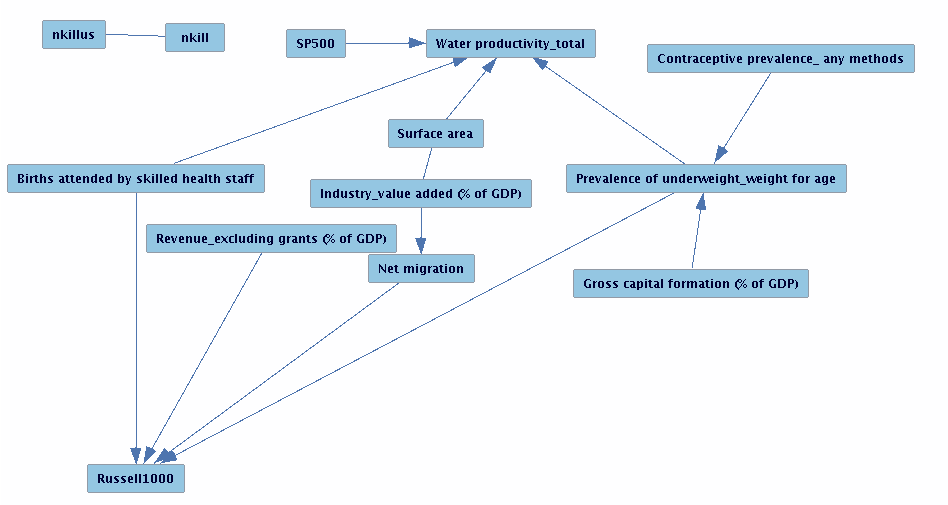 nkillus
nkill
SP500
Water productivity_total
Contraceptive prevalence_ any methods
Surface area
Births attended by skilled health staff
Industry_value added (% of GDP)
Prevalence of underweight_weight for age
Revenue_excluding grants (% of GDP)
Net migration
Gross capital formation (% of GDP)
Russell1000